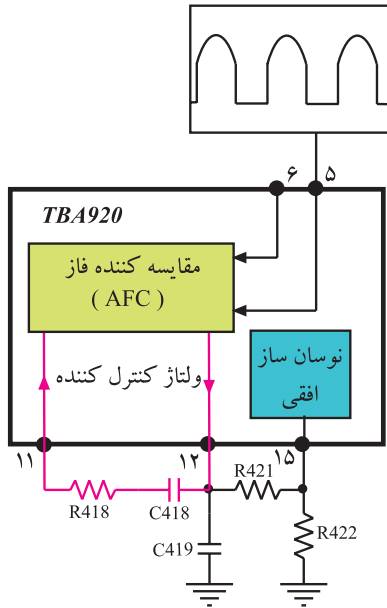 ۶ ۵
TBA920
مقایسه کننده فاز
( AFC )
نوسان ساز
افقی
ولتاژ کنترل کننده
۱۱ ۱۲ ۱۵
R418 C418 R421
C419 R422